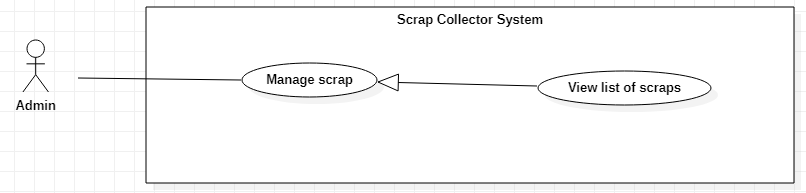 Scrap Collector System
Manage scrap
View list of scraps
Admin